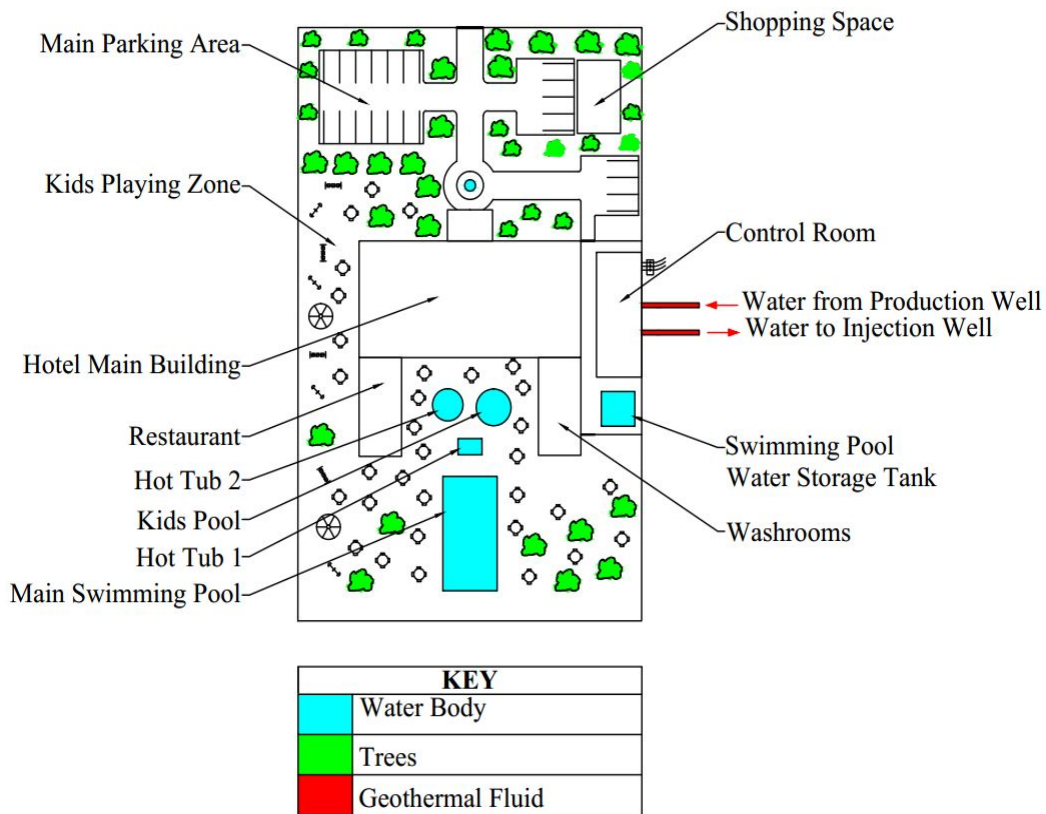 Shopping Space
Main Parking Area
Kids Playing Zone
Control Room
Water from Production Well
Water to Injection Well
Hotel Main Building
Restaurant
Swimming Pool
Water Storage Tank
Hot Tub 2
Kids Pool
Washrooms
Hot Tub 1
Main Swimming Pool
KEY
Water Body
Trees
Geothermal Fluid